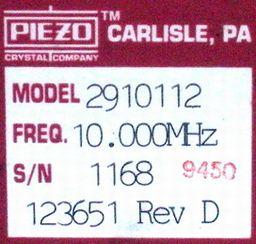 PIEZO™ CARLISLE, PA
CRYSTAL COMPANY
MODEL 2910112
FREQ. 10.000MHz
S/N 1168 9450
123651 Rev D